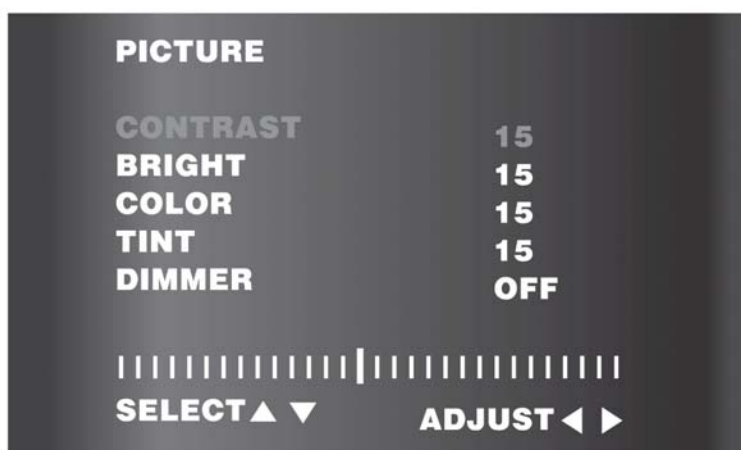 PICTURE
CONTRAST 15
BRIGHT 15
COLOR 15
TINT 15
DIMMER OFF
SELECT▲ ▼ ADJUST◀ ▶